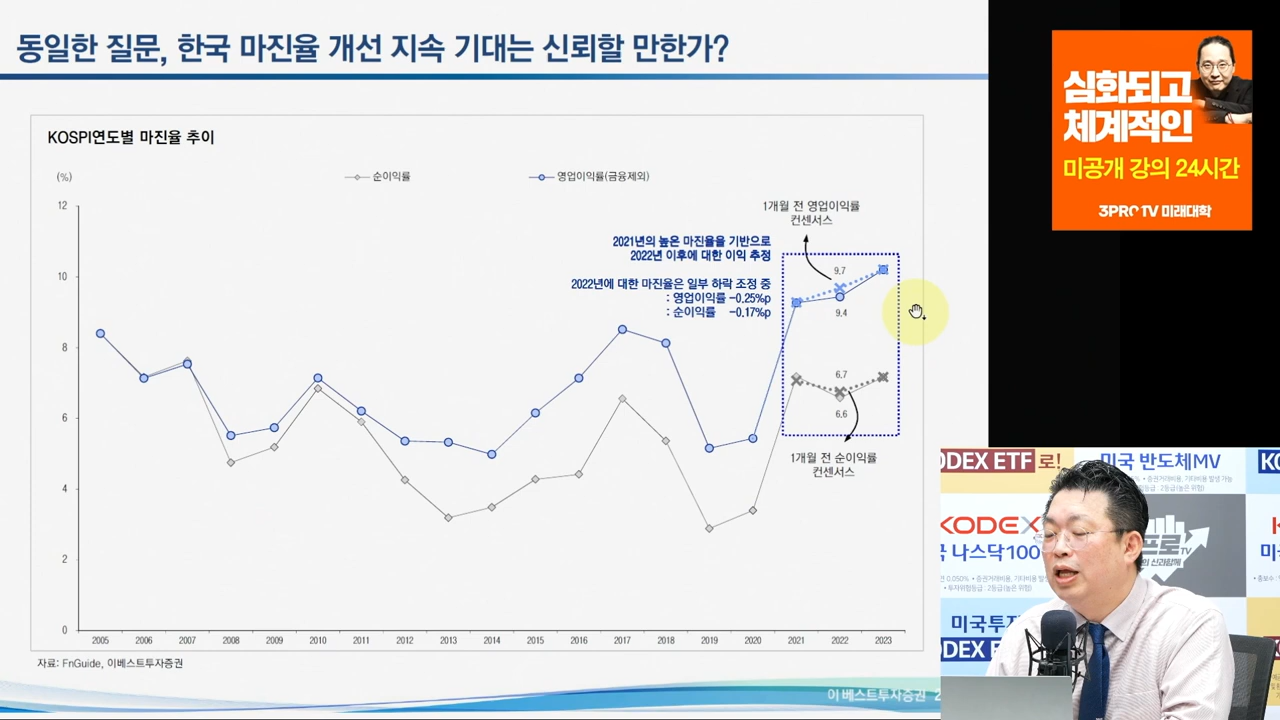 동일한 질문, 한국 마진율 개선 지속 기대는 신뢰할 만한가?
KOSPI연도별 마진율 추이
(%)
순이익률
영업이익률(금융제외)
12
10
8
6
4
2
0
1개월 전 영업이익률
컨센서스
2021년의 높은 마진율을 기반으로
2022년 이후에 대한 이익 추정
2022년에 대한 마진율은 일부 하락 조정 중
: 영업이익률 -0.25%p
: 순이익률 -0.17%p
9.7
9.4
6.7
6.6
1개월 전 순이익률
컨센서스
2005 2006 2007 2008 2009 2010 2011 2012 2013 2014 2015 2016 2017 2018 2019 2020 2021 2022 2023
자료: FnGuide, 이베스트투자증권
이베스트투자증권 2
심화되고
체계적인
미공개 강의 24시간
3PRO TV 미래대학
ODEX ETF 로!
미국 반도체MV
KODEX
국 나스닥100
프로 TV
미국투자
ODEX E